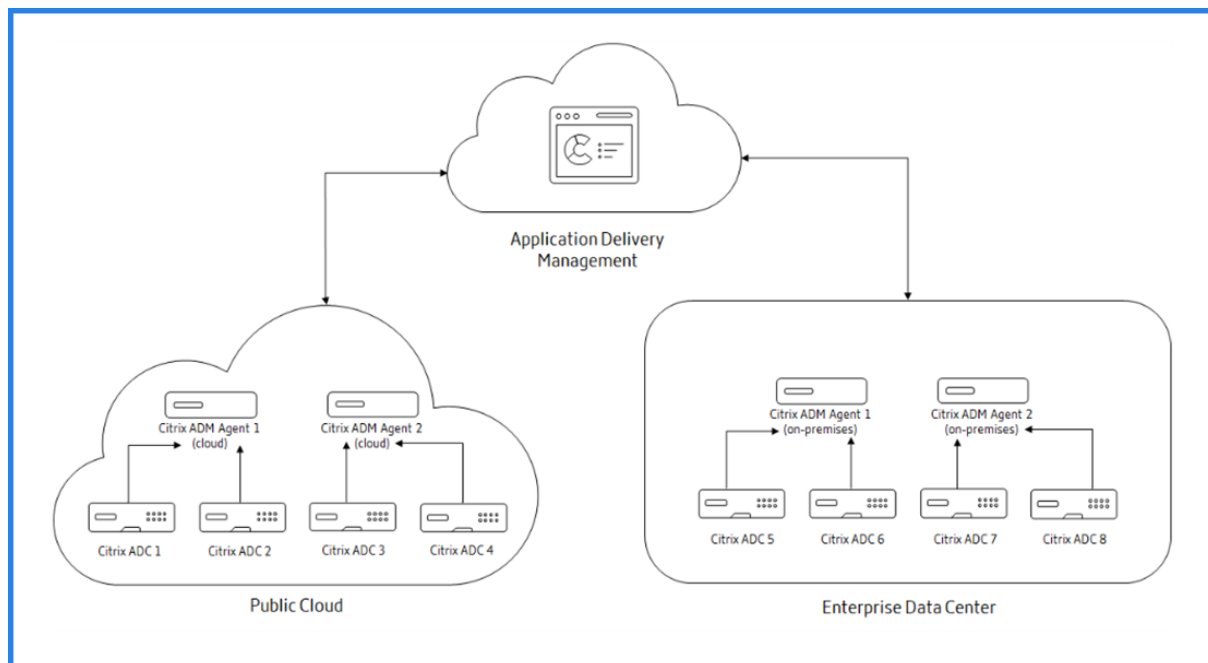 Application Delivery
Management
Citrix ADM Agent 1
(cloud)
Citrix ADM Agent 2
(cloud)
Citrix ADC 1
Citrix ADC 2
Citrix ADC 3
Citrix ADC 4
Public Cloud
Citrix ADM Agent 1
(on-premises)
Citrix ADM Agent 2
(on-premises)
Citrix ADC 5
Citrix ADC 6
Citrix ADC 7
Citrix ADC 8
Enterprise Data Center